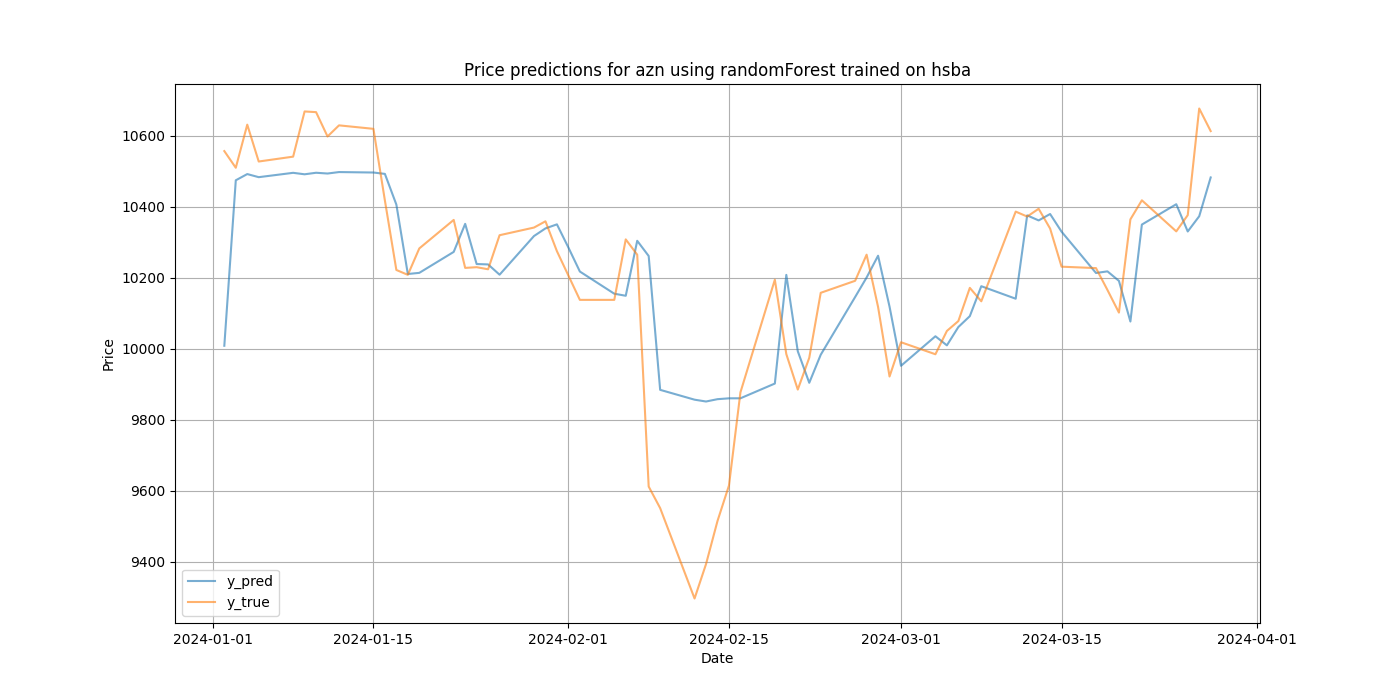 Price predictions for azn using randomForest trained on hsba
10600
10400
10200
10000
9800
9600
9400
Price
y_pred
y_true
2024-01-01 2024-01-15 2024-02-01 2024-02-15 2024-03-01 2024-03-15 2024-04-01
Date